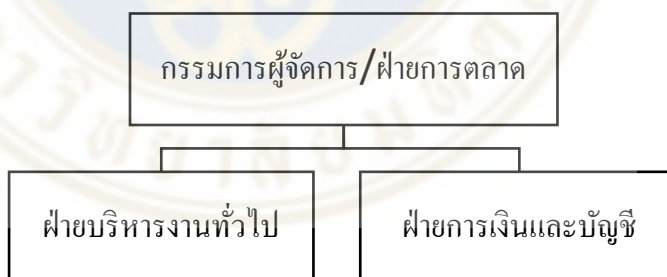 กรรมการผู้จัดการ/ฝ่ายการตลาด
ฝ่ายบริหารงานทั่วไป
ฝ่ายการเงินและบัญชี